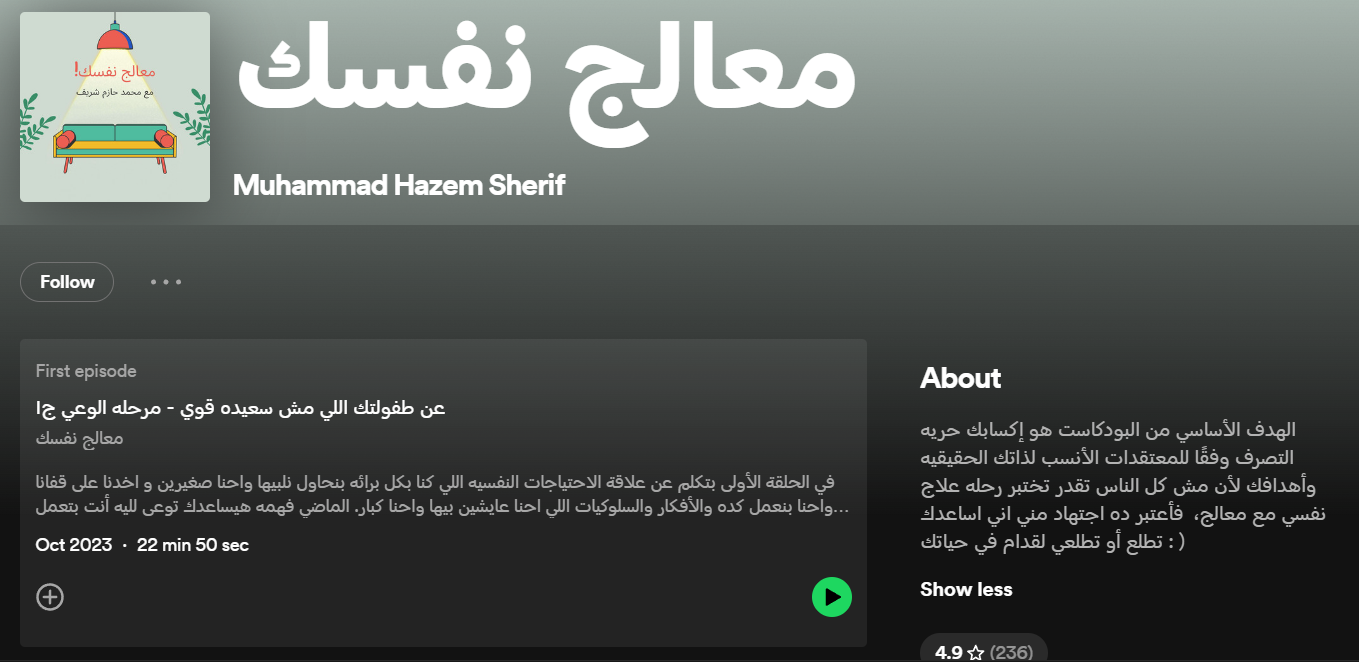 معالج نفسك!
مع محمد حازم شريف
معالج نفسك
Muhammad Hazem Sherif
Follow
First episode
عن طفولتك اللي مش سعيده قوي - مرحله الوعي ج١
معالج نفسك
في الحلقة الأولى بتكلم عن علاقة الاحتياجات النفسيه اللي كنا بكل برائه بنحاول نلبيها واحنا صغيرين و اخدنا على قفانا
واحنا بنعمل كده والأفكار والسلوكيات اللي احنا عايشين بيها واحنا كبار. الماضي فهمه هيساعدك توعى لليه أنت بتعمل...
Oct 2023 · 22 min 50 sec
About
الهدف الأساسي من البودكاست هو إكسابك حريه
التصرف وفقًا للمعتقدات الأنسب لذاتك الحقيقيه
وأهدافك لأن مش كل الناس تقدر تختبر رحله علاج
نفسي مع معالج، فأعتبر ده اجتهاد مني اني اساعدك
تطلع أو تطلعي لقدام في حياتك : )
Show less
4.9 (236)